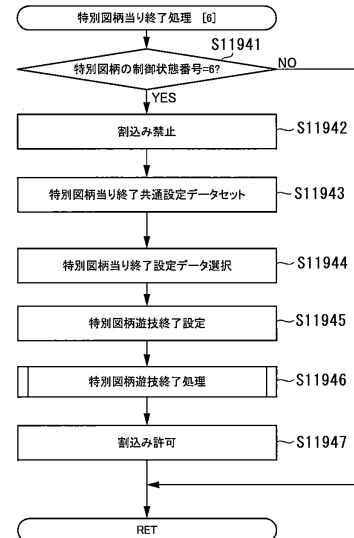 特別図柄当り終了処理 [6]
S11941
特別図柄の制御状態番号=6?
NO
YES
割込み禁止
S11942
特別図柄当り終了共通設定データセット
S11943
特別図柄当り終了設定データ選択
S11944
特別図柄遊技終了設定
S11945
特別図柄遊技終了処理
S11946
割込み許可
S11947
RET